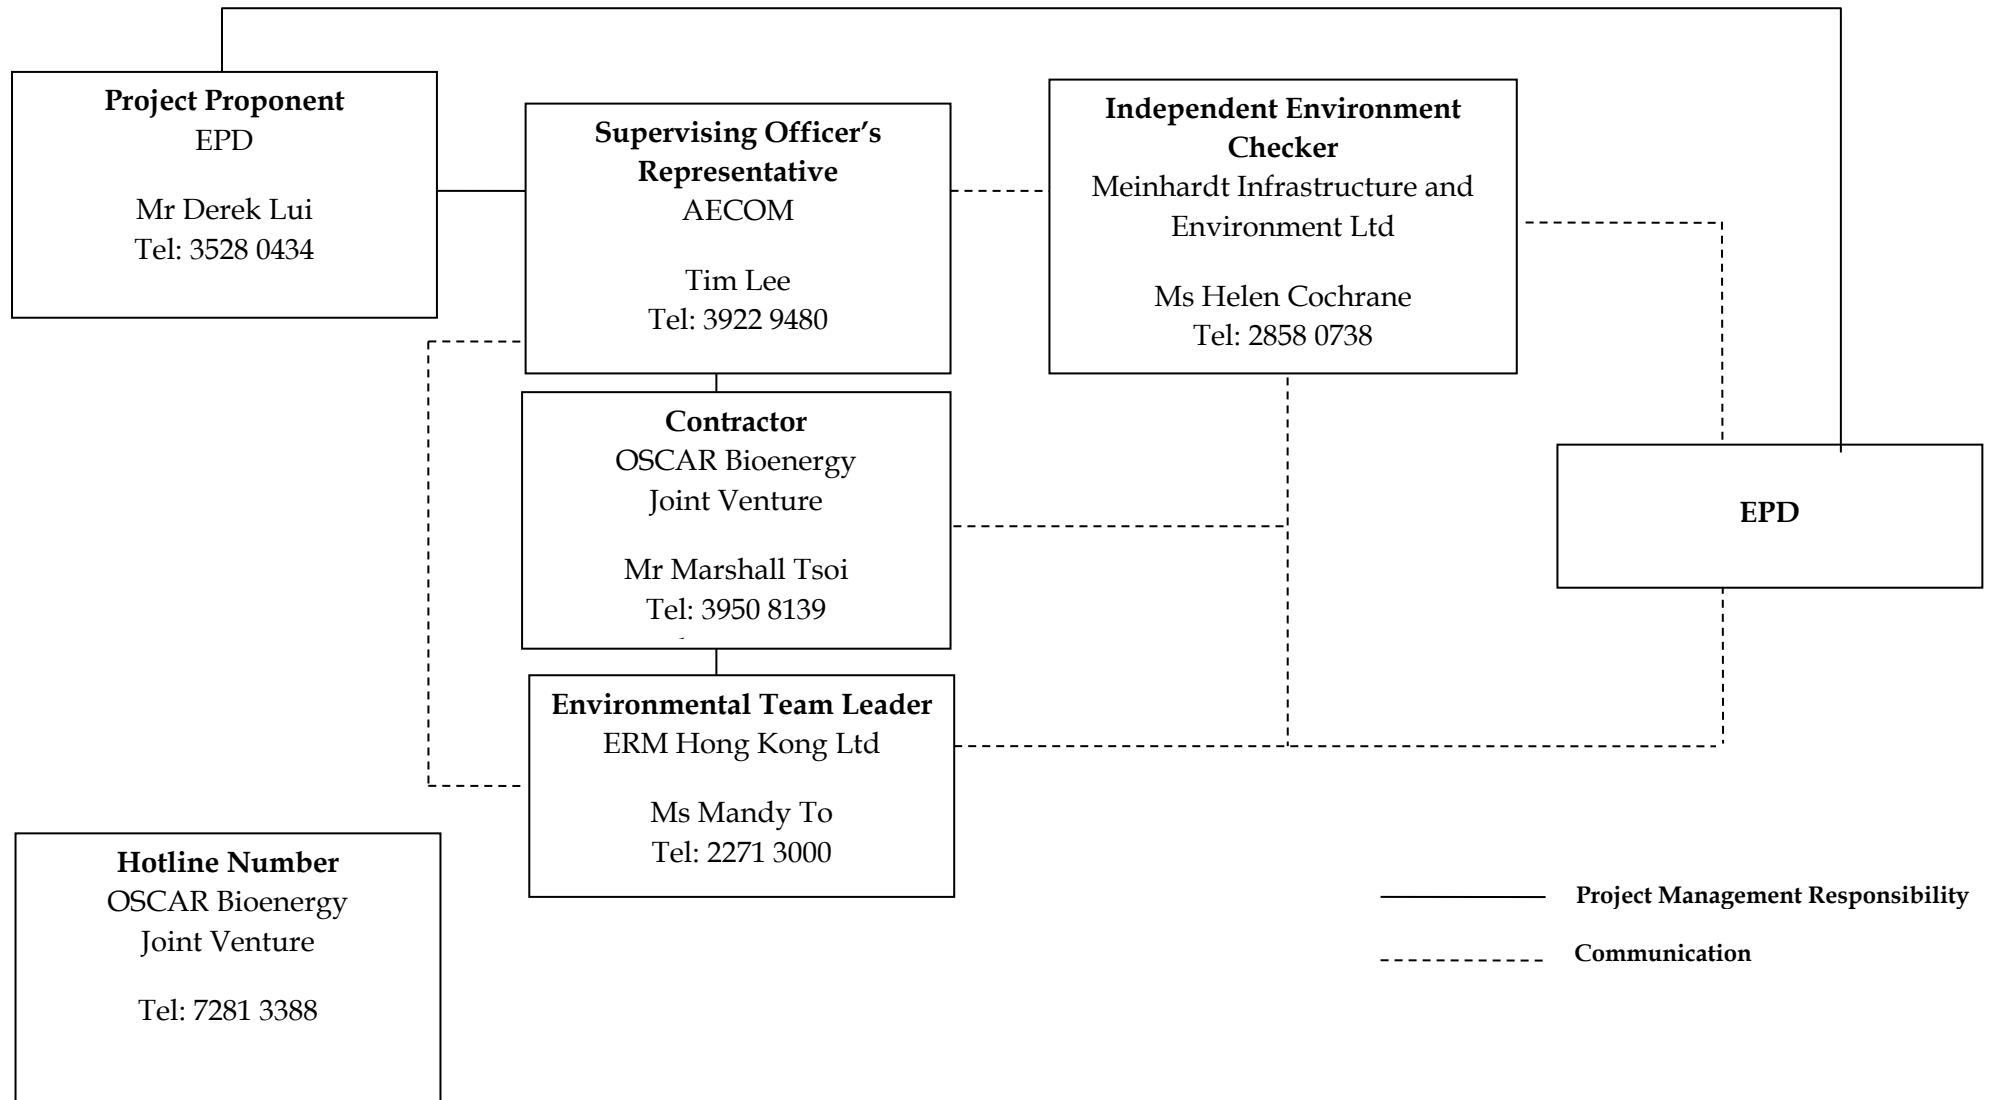 Project Proponent
EPD
Mr Derek Lui
Tel: 3528 0434
Supervising Officer’s
Representative
AECOM
Tim Lee
Tel: 3922 9480
Independent Environment
Checker
Meinhardt Infrastructure and
Environment Ltd
Ms Helen Cochrane
Tel: 2858 0738
Contractor
OSCAR Bioenergy
Joint Venture
Mr Marshall Tsoi
Tel: 3950 8139
EPD
Environmental Team Leader
ERM Hong Kong Ltd
Ms Mandy To
Tel: 2271 3000
Hotline Number
OSCAR Bioenergy
Joint Venture
Tel: 7281 3388
Project Management Responsibility
Communication